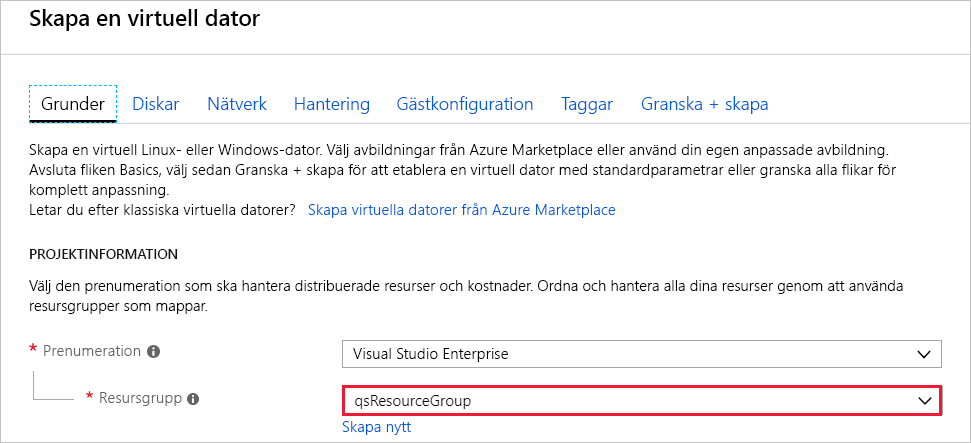 Skapa en virtuell dator
Grunder Diskar Nätverk Hantering Gästkonfiguration Taggar Granska + skapa
Skapa en virtuell Linux- eller Windows-dator. Välj avbildningar från Azure Marketplace eller använd din egen anpassade avbildning.
Avsluta fliken Basics, välj sedan Granska + skapa för att etablera en virtuell dator med standardparametrar eller granska alla flikar för
komplett anpassning.
Letar du efter klassiska virtuella datorer? Skapa virtuella datorer från Azure Marketplace
PROJEKTINFORMATION
Välj den prenumeration som ska hantera distribuerade resurser och kostnader. Ordna och hantera alla dina resurser genom att använda
resursgrupper som mappar.
* Prenumeration Visual Studio Enterprise
* Resursgrupp qsResourceGroup
Skapa nytt